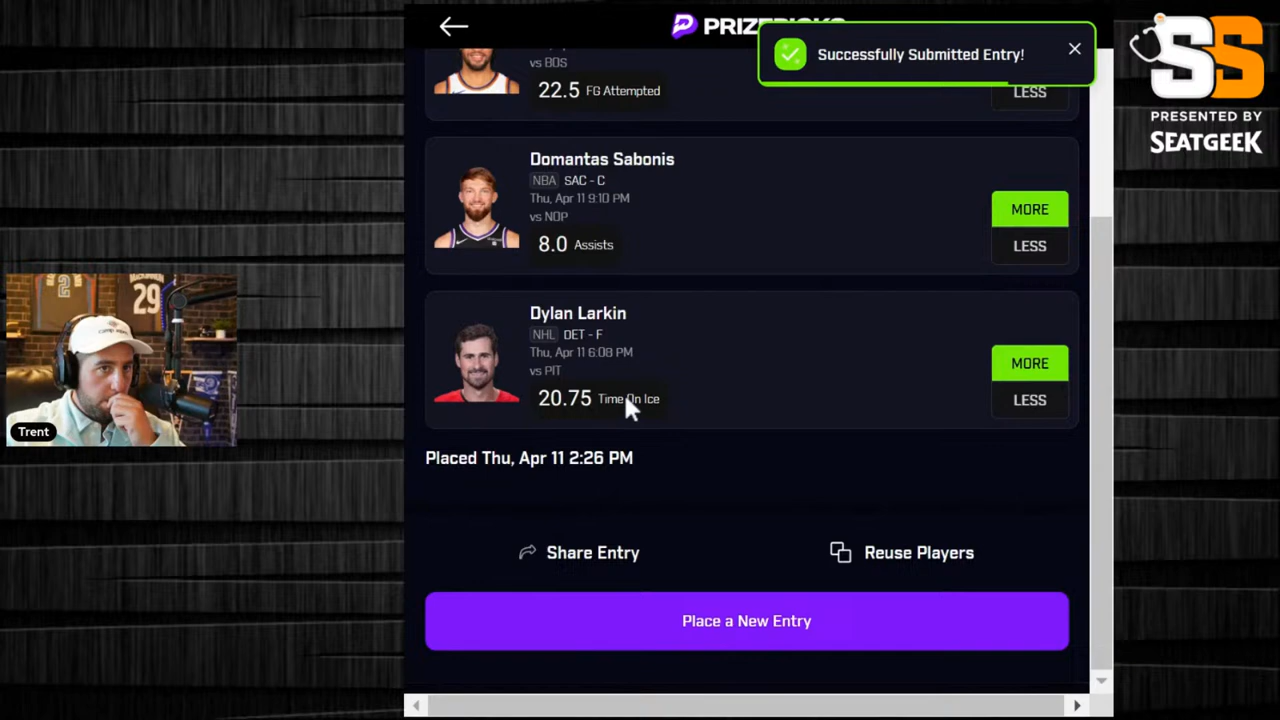 PRIZEPICKS
Successfully Submitted Entry!
SS
PRESENTED BY
SEATGEEK
vs BOS
22.5 FG Attempted
LESS
Domantas Sabonis
NBA SAC - C
Thu, Apr 11 9:10 PM
vs NOP
8.0 Assists
MORE
LESS
Dylan Larkin
NHL DET - F
Thu, Apr 11 6:08 PM
vs PIT
20.75 Time On Ice
MORE
LESS
Placed Thu, Apr 11 2:26 PM
Share Entry
Reuse Players
Place a New Entry
2
29
Trent